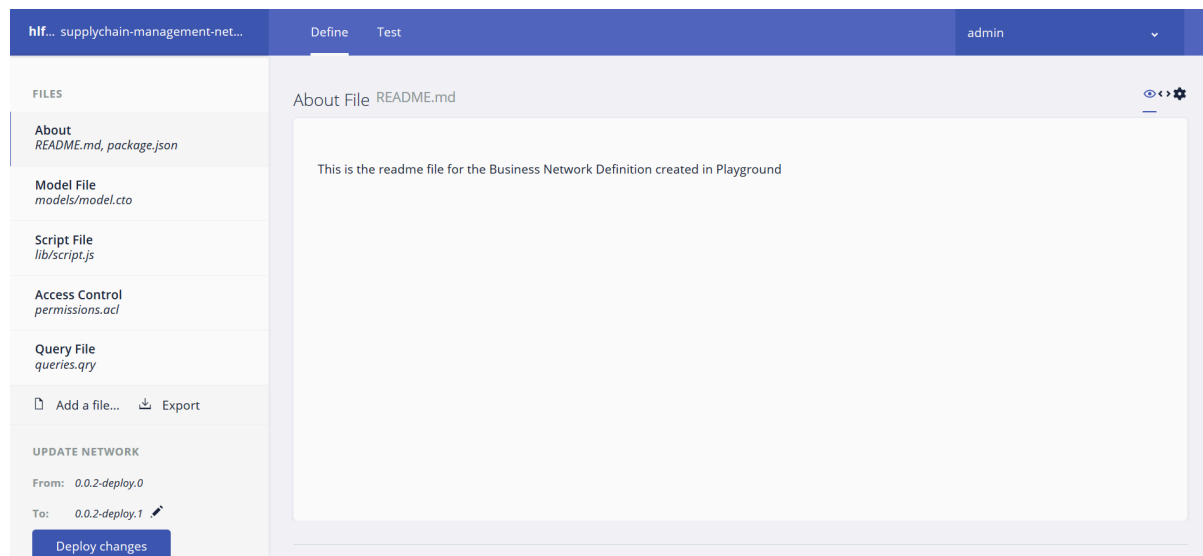 hlf... supplychain-management-net... Define Test admin
FILES
About
README.md, package.json
Model File
models/model.cto
Script File
lib/script.js
Access Control
permissions.acl
Query File
queries.qry
Add a file... Export
UPDATE NETWORK
From: 0.0.2-deploy.0
To: 0.0.2-deploy.1
Deploy changes
About File README.md
This is the readme file for the Business Network Definition created in Playground